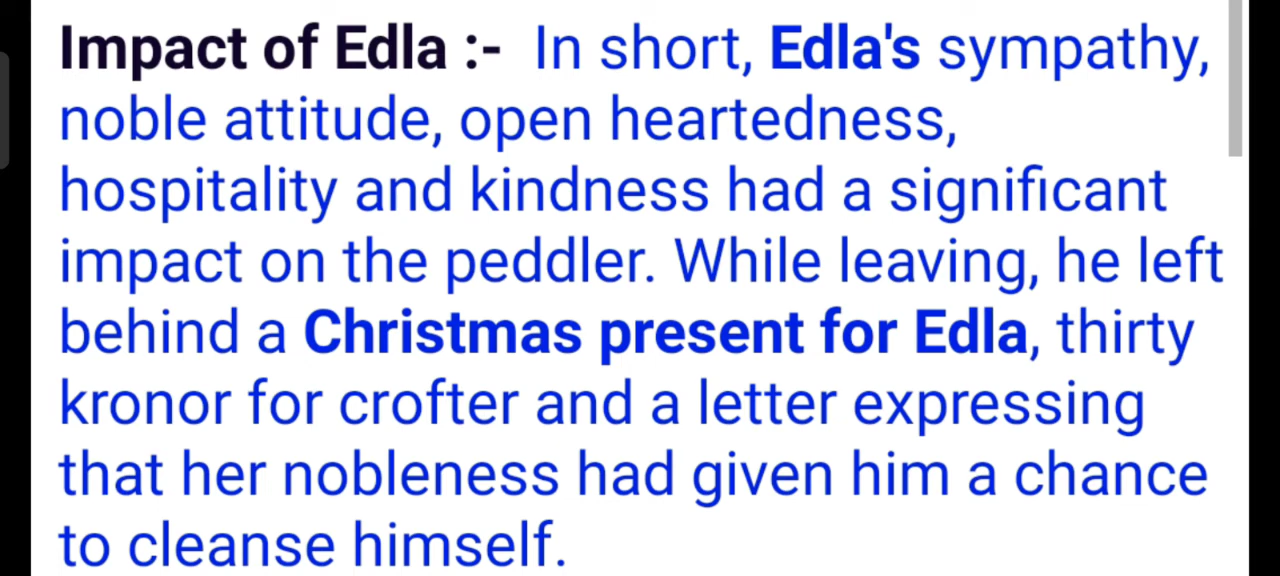 Impact of Edla :- In short, Edla's sympathy,
noble attitude, open heartedness,
hospitality and kindness had a significant
impact on the peddler. While leaving, he left
behind a Christmas present for Edla, thirty
kronor for crofter and a letter expressing
that her nobleness had given him a chance
to cleanse himself.